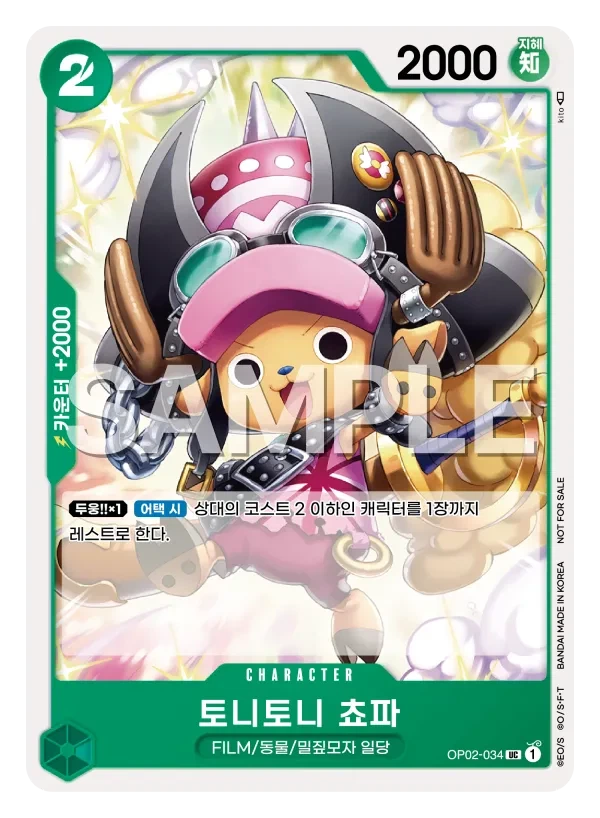 2
2000
지혜
知
kito
카운터 +2000
SAMPLE
두웅!!×1 어택 시 상대의 코스트 2 이하인 캐릭터를 1장까지
레스트로 한다.
CHARACTER
토니토니 쵸파
FILM/동물/밀짚모자 일당
OP02-034 UC 1
©EO/S ©O/S·F·T BANDAI MADE IN KOREA NOT FOR SALE